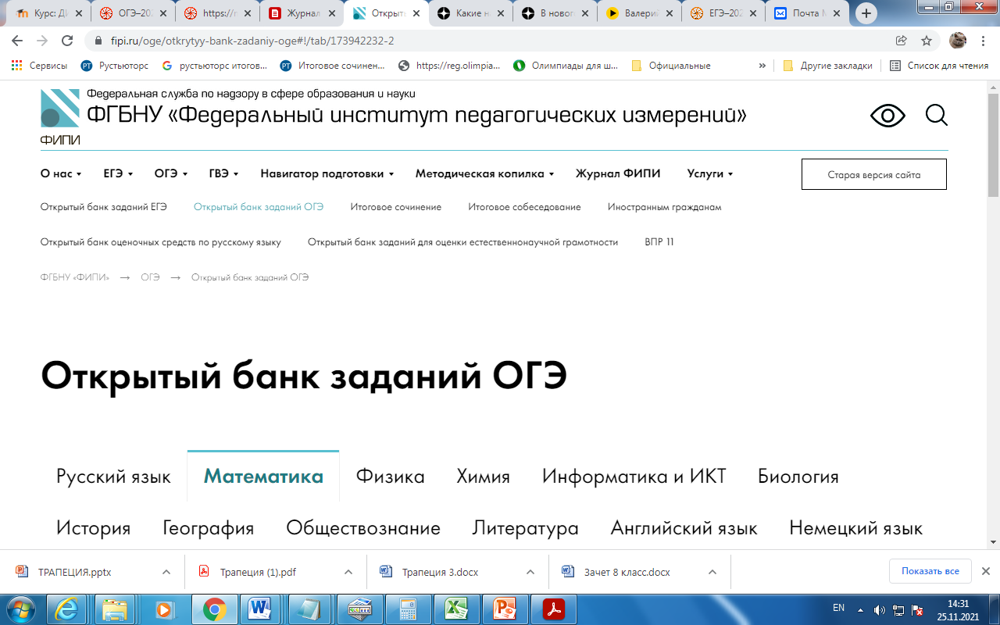 Курс: ДИ
ОГЭ–202
https://r
Журнал
Открыть
Какие н
В новог
Валерий
ЕГЭ–202
Почта М
fipi.ru/oge/otkrytyy-bank-zadaniy-oge#!/tab/173942232-2
Сервисы Рустьюторс рустьюторс итогов... Итоговое сочинен... https://reg.olimpia... Олимпиады для ш... Официальные » Другие закладки Список для чтения
Федеральная служба по надзору в сфере образования и науки
ФГБНУ «Федеральный институт педагогических измерений»
ФИПИ
О нас ЕГЭ ОГЭ ГВЭ Навигатор подготовки Методическая копилка Журнал ФИПИ Услуги Старая версия сайта
Открытый банк заданий ЕГЭ Открытый банк заданий ОГЭ Итоговое сочинение Итоговое собеседование Иностранным гражданам
Открытый банк оценочных средств по русскому языку Открытый банк заданий для оценки естественнонаучной грамотности ВПР 11
ФГБНУ «ФИПИ» → ОГЭ → Открытый банк заданий ОГЭ
Открытый банк заданий ОГЭ
Русский язык Математика Физика Химия Информатика и ИКТ Биология
История География Обществознание Литература Английский язык Немецкий язык
ТРАПЕЦИЯ.pptx Трапеция (1).pdf Трапеция 3.docx Зачет 8 класс.docx Показать все
EN 14:31
25.11.2021